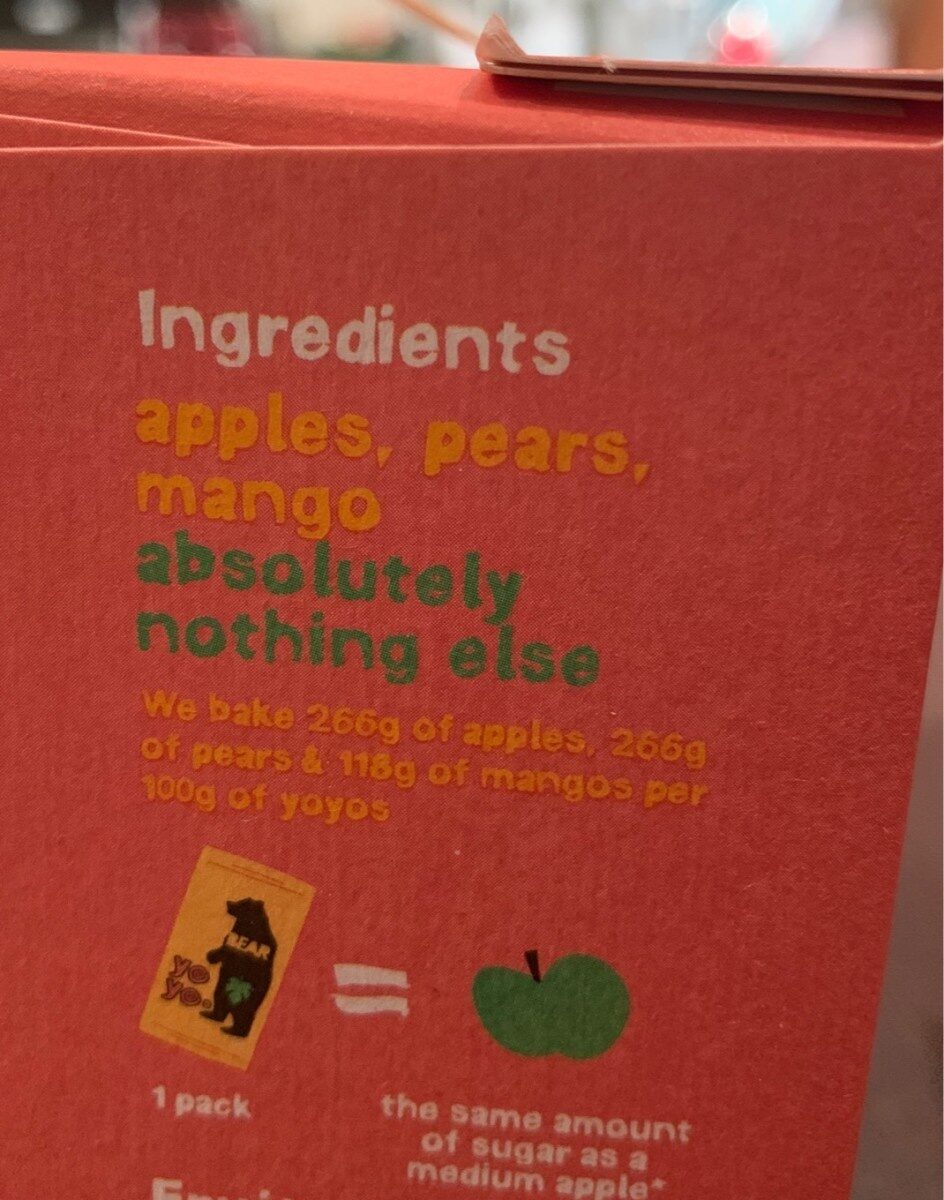 Ingredients
apples, pears,
mango
absolutely
nothing else
We bake 266g of apples, 266g
of pears & 118g of mangos per
100g of yoyos
BEAR
yo
yo.
1 pack
the same amount
of sugar as a
medium apple*